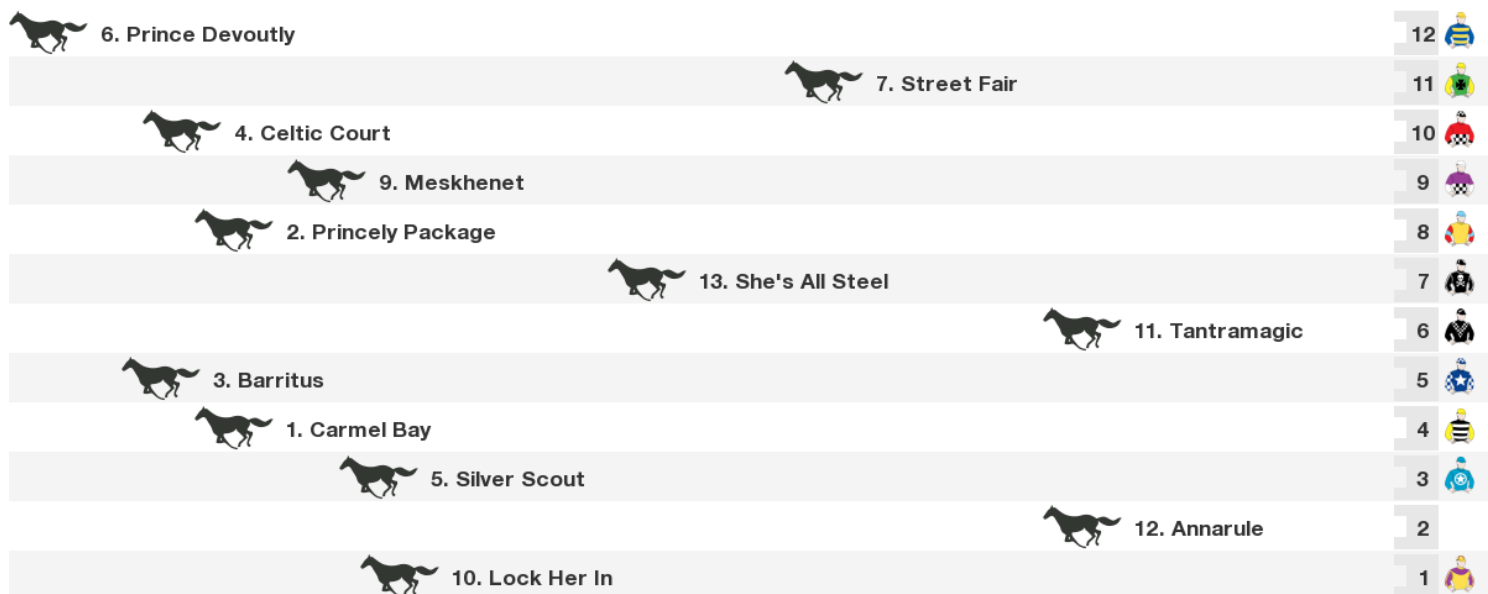 6. Prince Devoutly 12
7. Street Fair 11
4. Celtic Court 10
9. Meskhenet 9
2. Princely Package 8
13. She's All Steel 7
11. Tantramagic 6
3. Barritus 5
1. Carmel Bay 4
5. Silver Scout 3
12. Annarule 2
10. Lock Her In 1